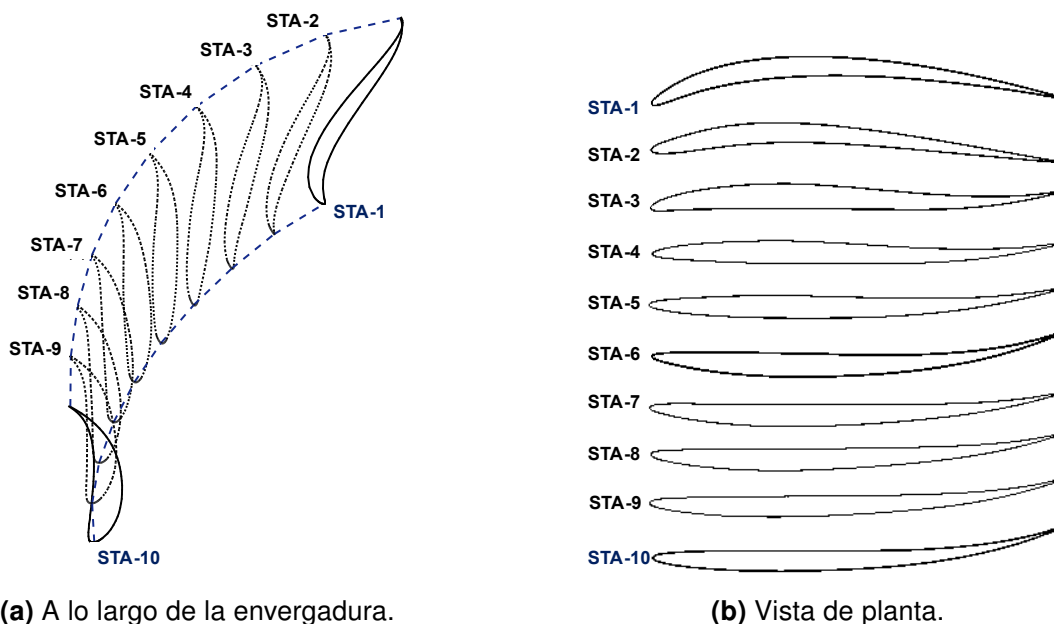 STA-2
STA-3
STA-4
STA-5
STA-6
STA-7
STA-8
STA-9
STA-1
STA-10
STA-1
STA-2
STA-3
STA-4
STA-5
STA-6
STA-7
STA-8
STA-9
STA-10
(a) A lo largo de la envergadura.
(b) Vista de planta.